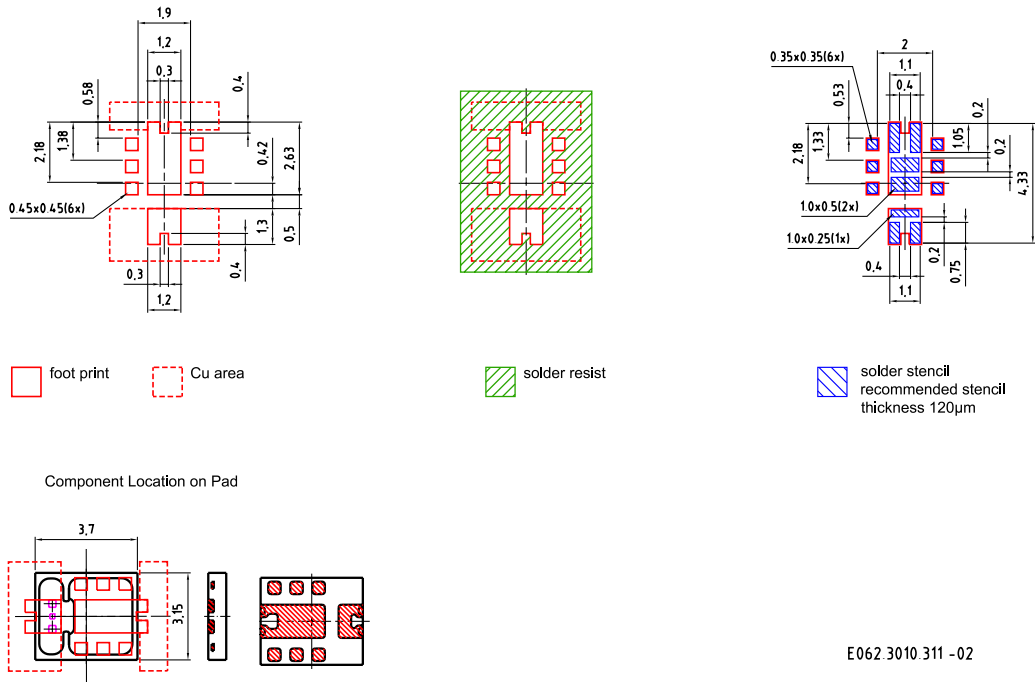 1,9
1,2
0,3
0,4
0,58
2,18
1,38
0,42
2,63
0.45x0.45(6x)
1,3
0,5
0,3
0,4
1,2
0.35x0.35(6x)
2
1,1
0,4
0,53
0,2
2,18
1,33
1,05
0,2
4,33
1.0x0.5(2x)
1.0x0.25(1x)
0,4
0,2
0,75
1,1
foot print
Cu area
solder resist
solder stencil
recommended stencil
thickness 120µm
Component Location on Pad
3,7
3,15
E062.3010.311 -02